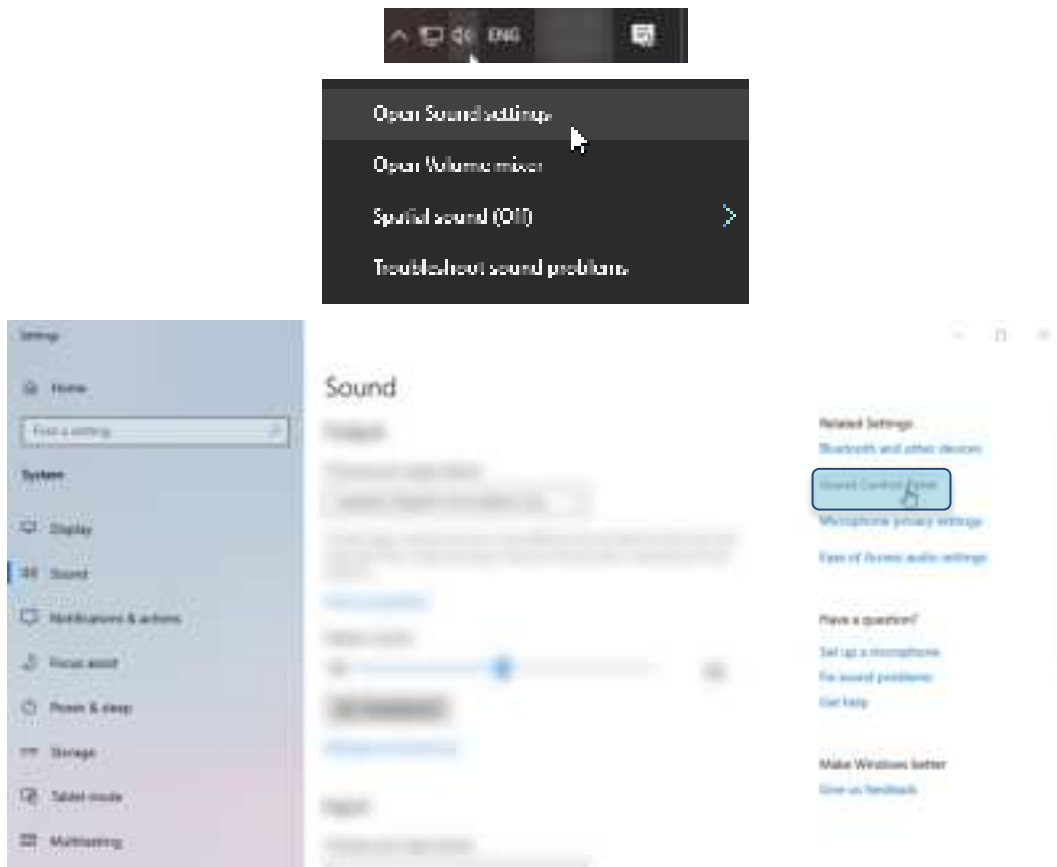 ENG
Open Sound settings
Open Volume mixer
Spatial sound (Off)
Troubleshoot sound problems
Settings
Home
Find a setting
System
Display
Sound
Notifications & actions
Focus assist
Power & sleep
Storage
Tablet mode
Multitasking
Sound
Output
Input
Related Settings
Bluetooth and other devices
Sound Control Panel
Microphone privacy settings
Ease of Access audio settings
Have a question?
Set up a microphone
Fix sound problems
Get help
Make Windows better
Give us feedback